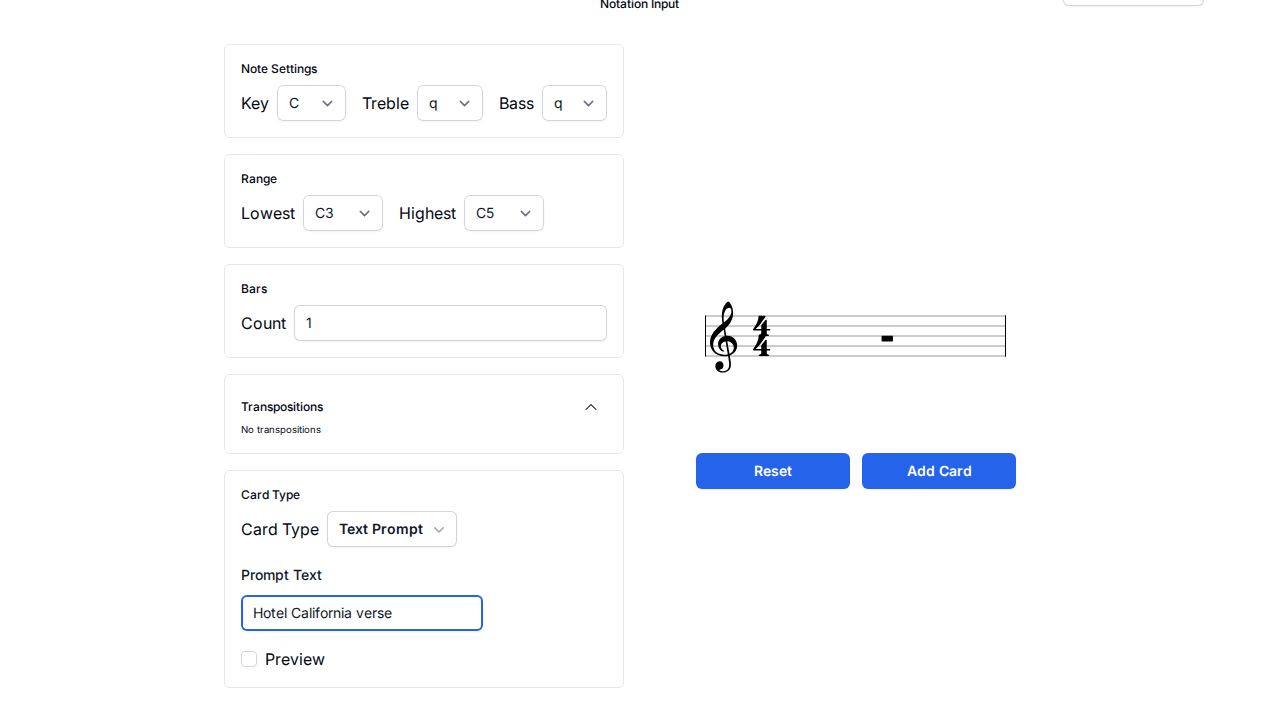 Notation Input
Note Settings
Key C Treble q Bass q
Range
Lowest C3 Highest C5
Bars
Count 1
Transpositions
No transpositions
Card Type
Card Type Text Prompt
Prompt Text
Hotel California verse
Preview
4
4
Reset Add Card